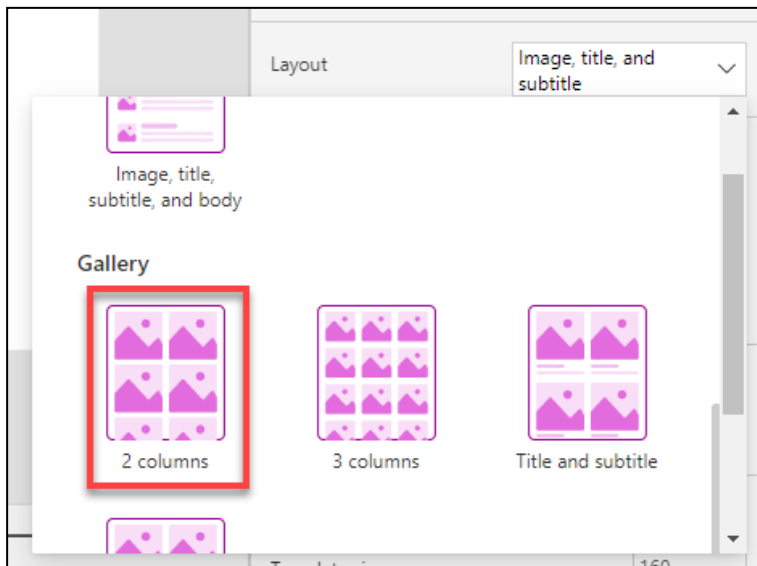 Layout
Image, title, and
subtitle
Image, title,
subtitle, and body
Gallery
2 columns
3 columns
Title and subtitle